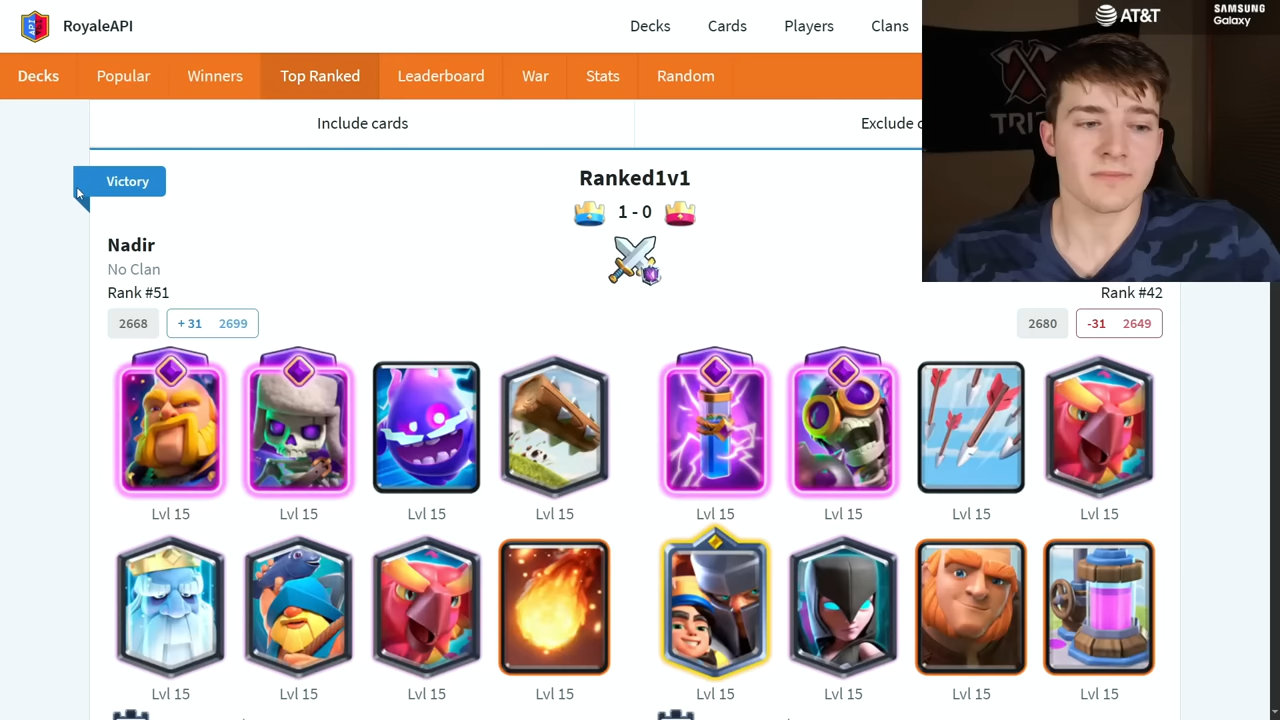 RoyaleAPI
Decks Cards Players Clans
AT&T
SAMSUNG
Galaxy
Decks Popular Winners Top Ranked Leaderboard War Stats Random
TRI
Include cards
Exclude c
Victory
Ranked1v1
1 - 0
Nadir
No Clan
Rank #51
Rank #42
2668 +31 2699
2680 -31 2649
Lvl 15 Lvl 15 Lvl 15 Lvl 15 Lvl 15 Lvl 15 Lvl 15 Lvl 15
Lvl 15 Lvl 15 Lvl 15 Lvl 15 Lvl 15 Lvl 15 Lvl 15 Lvl 15